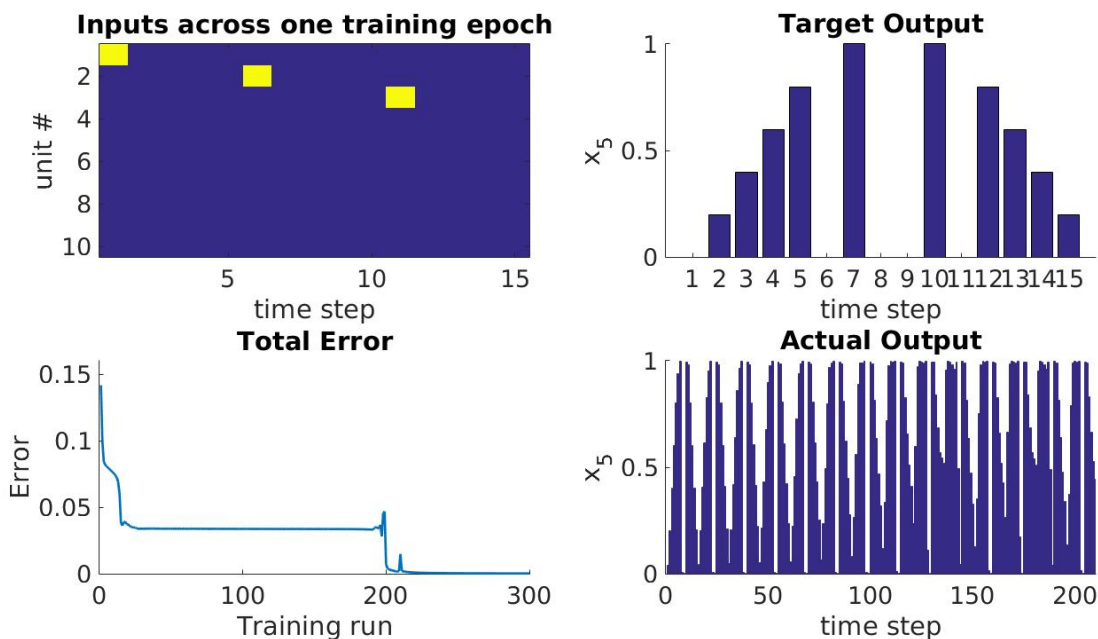 Inputs across one training epoch
2
4
6
8
10
unit #
5 10 15
time step
Target Output
1
0.5
0
x5
1 2 3 4 5 6 7 8 9 10 11 12 13 14 15
time step
Total Error
0.15
0.1
0.05
0
Error
0 100 200 300
Training run
Actual Output
1
0.5
0
x5
0 50 100 150 200
time step